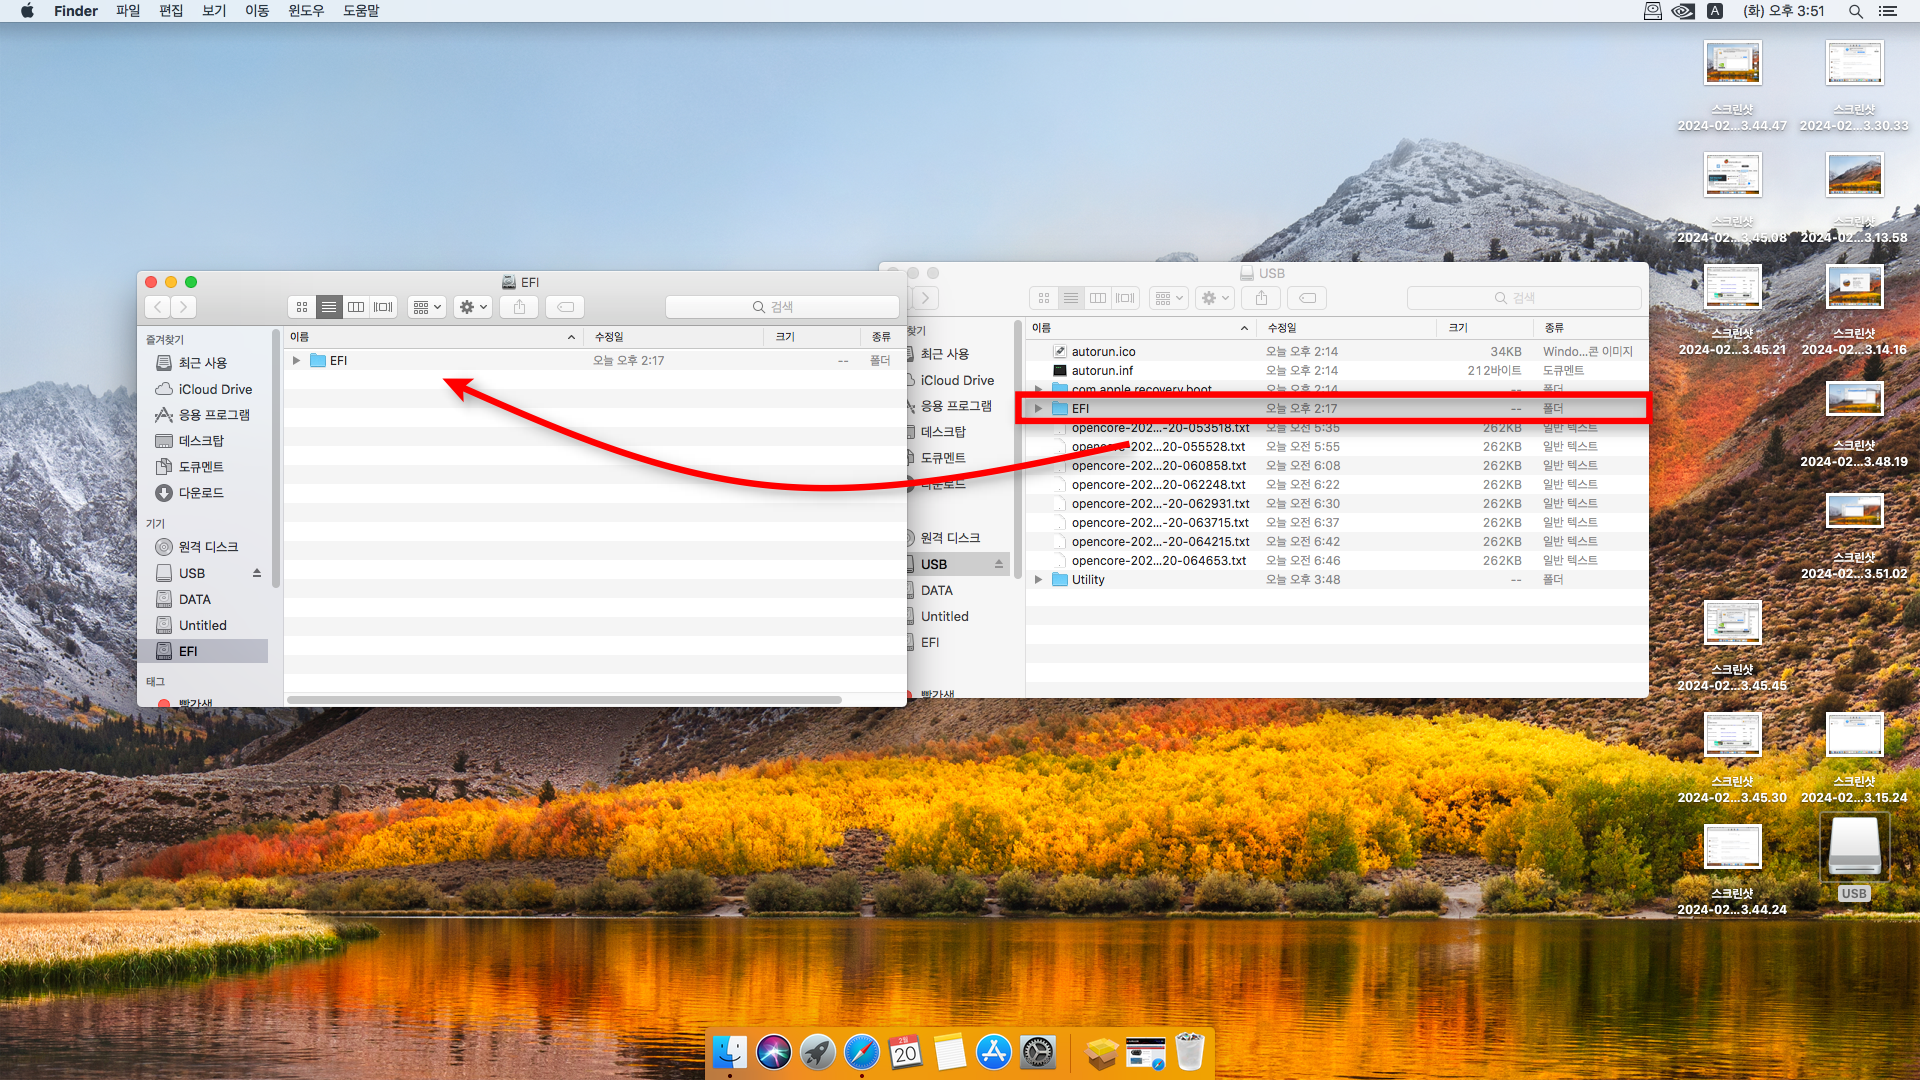 Finder 파일 편집 보기 이동 윈도우 도움말
A (화) 오후 3:51
스크린샷
2024-02...3.44.47
스크린샷
2024-02...3.30.33
스크린샷
2024-02...3.45.08
스크린샷
2024-02...3.13.58
스크린샷
2024-02...3.45.21
스크린샷
2024-02...3.14.16
스크린샷
2024-02...3.48.19
스크린샷
2024-02...3.51.02
스크린샷
2024-02...3.45.45
스크린샷
2024-02...3.45.30
스크린샷
2024-02...3.15.24
스크린샷
2024-02...3.44.24
USB
EFI
검색
즐겨찾기
최근 사용
iCloud Drive
응용 프로그램
데스크탑
도큐멘트
다운로드
기기
원격 디스크
USB
DATA
Untitled
EFI
태그
빨간색
이름 수정일 크기 종류
EFI 오늘 오후 2:17 -- 폴더
USB
검색
찾기
최근 사용
iCloud Drive
응용 프로그램
데스크탑
도큐멘트
다운로드
원격 디스크
USB
DATA
Untitled
EFI
빨간색
이름 수정일 크기 종류
autorun.ico 오늘 오후 2:14 34KB Windo...콘 이미지
autorun.inf 오늘 오후 2:14 212바이트 도큐멘트
com.apple.recovery.boot 오늘 오후 2:14 -- 폴더
EFI 오늘 오후 2:17 -- 폴더
opencore-202...-20-053518.txt 오늘 오전 5:35 262KB 일반 텍스트
opencore-202...20-055528.txt 오늘 오전 5:55 262KB 일반 텍스트
opencore-202...20-060858.txt 오늘 오전 6:08 262KB 일반 텍스트
opencore-202...20-062248.txt 오늘 오전 6:22 262KB 일반 텍스트
opencore-202...-20-062931.txt 오늘 오전 6:30 262KB 일반 텍스트
opencore-202...-20-063715.txt 오늘 오전 6:37 262KB 일반 텍스트
opencore-202...-20-064215.txt 오늘 오전 6:42 262KB 일반 텍스트
opencore-202...20-064653.txt 오늘 오전 6:46 262KB 일반 텍스트
Utility 오늘 오후 3:48 -- 폴더
2월
20